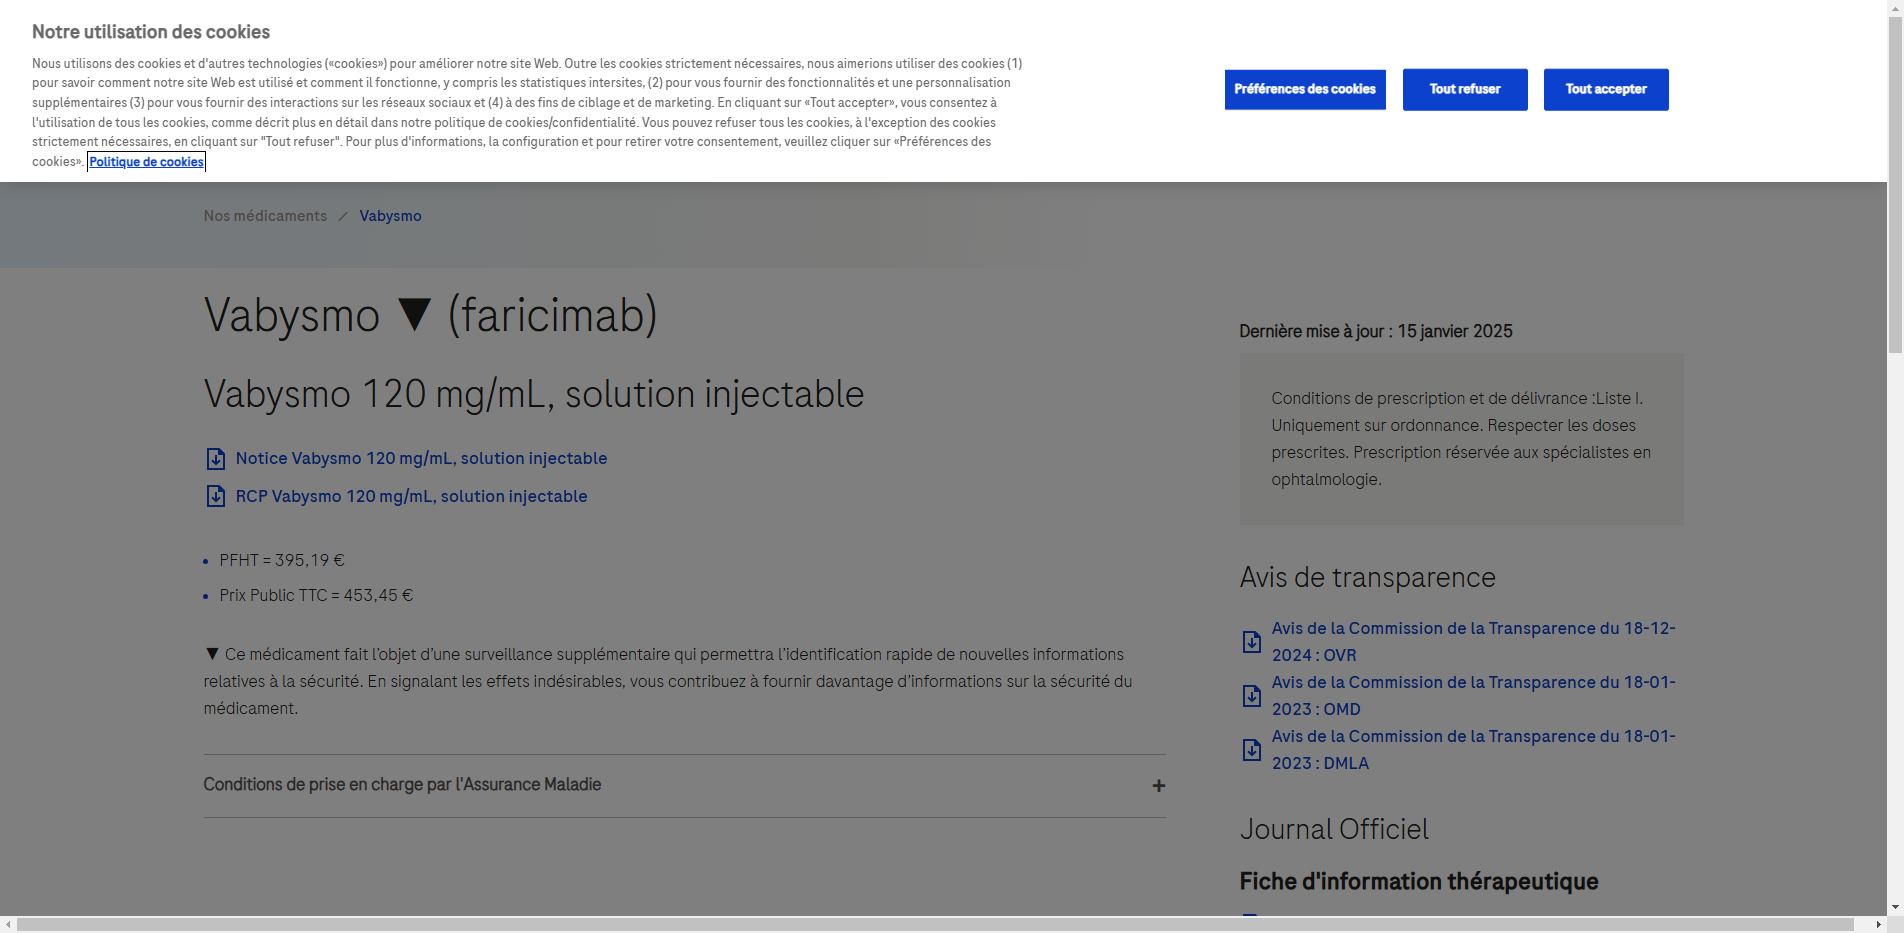 Notre utilisation des cookies
Nous utilisons des cookies et d'autres technologies («cookies») pour améliorer notre site Web. Outre les cookies strictement nécessaires, nous aimerions utiliser des cookies (1)
pour savoir comment notre site Web est utilisé et comment il fonctionne, y compris les statistiques intersites, (2) pour vous fournir des fonctionnalités et une personnalisation
supplémentaires (3) pour vous fournir des interactions sur les réseaux sociaux et (4) à des fins de ciblage et de marketing. En cliquant sur «Tout accepter», vous consentez à
l'utilisation de tous les cookies, comme décrit plus en détail dans notre politique de cookies/confidentialité. Vous pouvez refuser tous les cookies, à l'exception des cookies
strictement nécessaires, en cliquant sur "Tout refuser". Pour plus d'informations, la configuration et pour retirer votre consentement, veuillez cliquer sur «Préférences des
cookies». Politique de cookies
Préférences des cookies
Tout refuser
Tout accepter
Nos médicaments / Vabysmo
Vabysmo ▼ (faricimab)
Vabysmo 120 mg/mL, solution injectable
Notice Vabysmo 120 mg/mL, solution injectable
RCP Vabysmo 120 mg/mL, solution injectable
• PFHT = 395,19 €
• Prix Public TTC = 453,45 €
▼ Ce médicament fait l’objet d’une surveillance supplémentaire qui permettra l’identification rapide de nouvelles informations
relatives à la sécurité. En signalant les effets indésirables, vous contribuez à fournir davantage d’informations sur la sécurité du
médicament.
Conditions de prise en charge par l'Assurance Maladie +
Dernière mise à jour : 15 janvier 2025
Conditions de prescription et de délivrance :Liste I.
Uniquement sur ordonnance. Respecter les doses
prescrites. Prescription réservée aux spécialistes en
ophtalmologie.
Avis de transparence
Avis de la Commission de la Transparence du 18-12-
2024 : OVR
Avis de la Commission de la Transparence du 18-01-
2023 : OMD
Avis de la Commission de la Transparence du 18-01-
2023 : DMLA
Journal Officiel
Fiche d'information thérapeutique